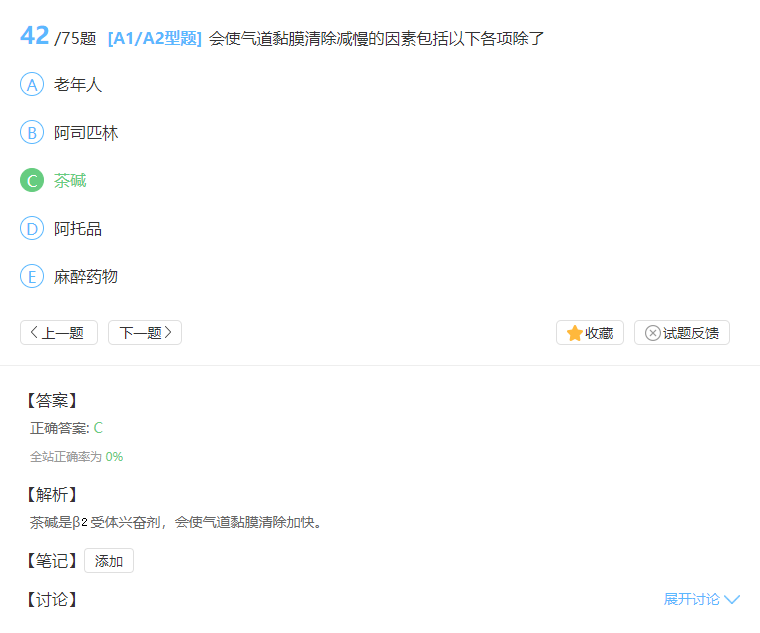 42 /75题 [A1/A2型题] 会使气道黏膜清除减慢的因素包括以下各项除了
A 老年人
B 阿司匹林
C 茶碱
D 阿托品
E 麻醉药物
上一题 下一题 收藏 试题反馈
【答案】
正确答案: C
全站正确率为 0%
【解析】
茶碱是β2受体兴奋剂，会使气道黏膜清除加快。
【笔记】 添加
【讨论】 展开讨论